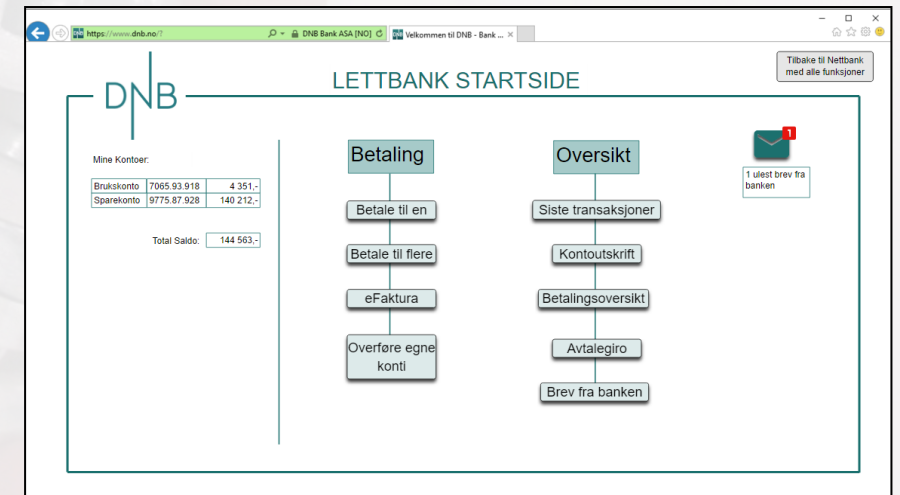 https://www.dnb.no/?
DNB Bank ASA [NO]
Velkommen til DNB - Bank ...
Tilbake til Nettbank
med alle funksjoner
DNB
LETTBANK STARTSIDE
Mine Kontoer:
Brukskonto 7065.93.918 4 351,-
Sparekonto 9775.87.928 140 212,-
Total Saldo: 144 563,-
Betaling
Betale til en
Betale til flere
eFaktura
Overføre egne
konti
Oversikt
Siste transaksjoner
Kontoutskrift
Betalingsoversikt
Avtalegiro
Brev fra banken
1
1 ulest brev fra
banken